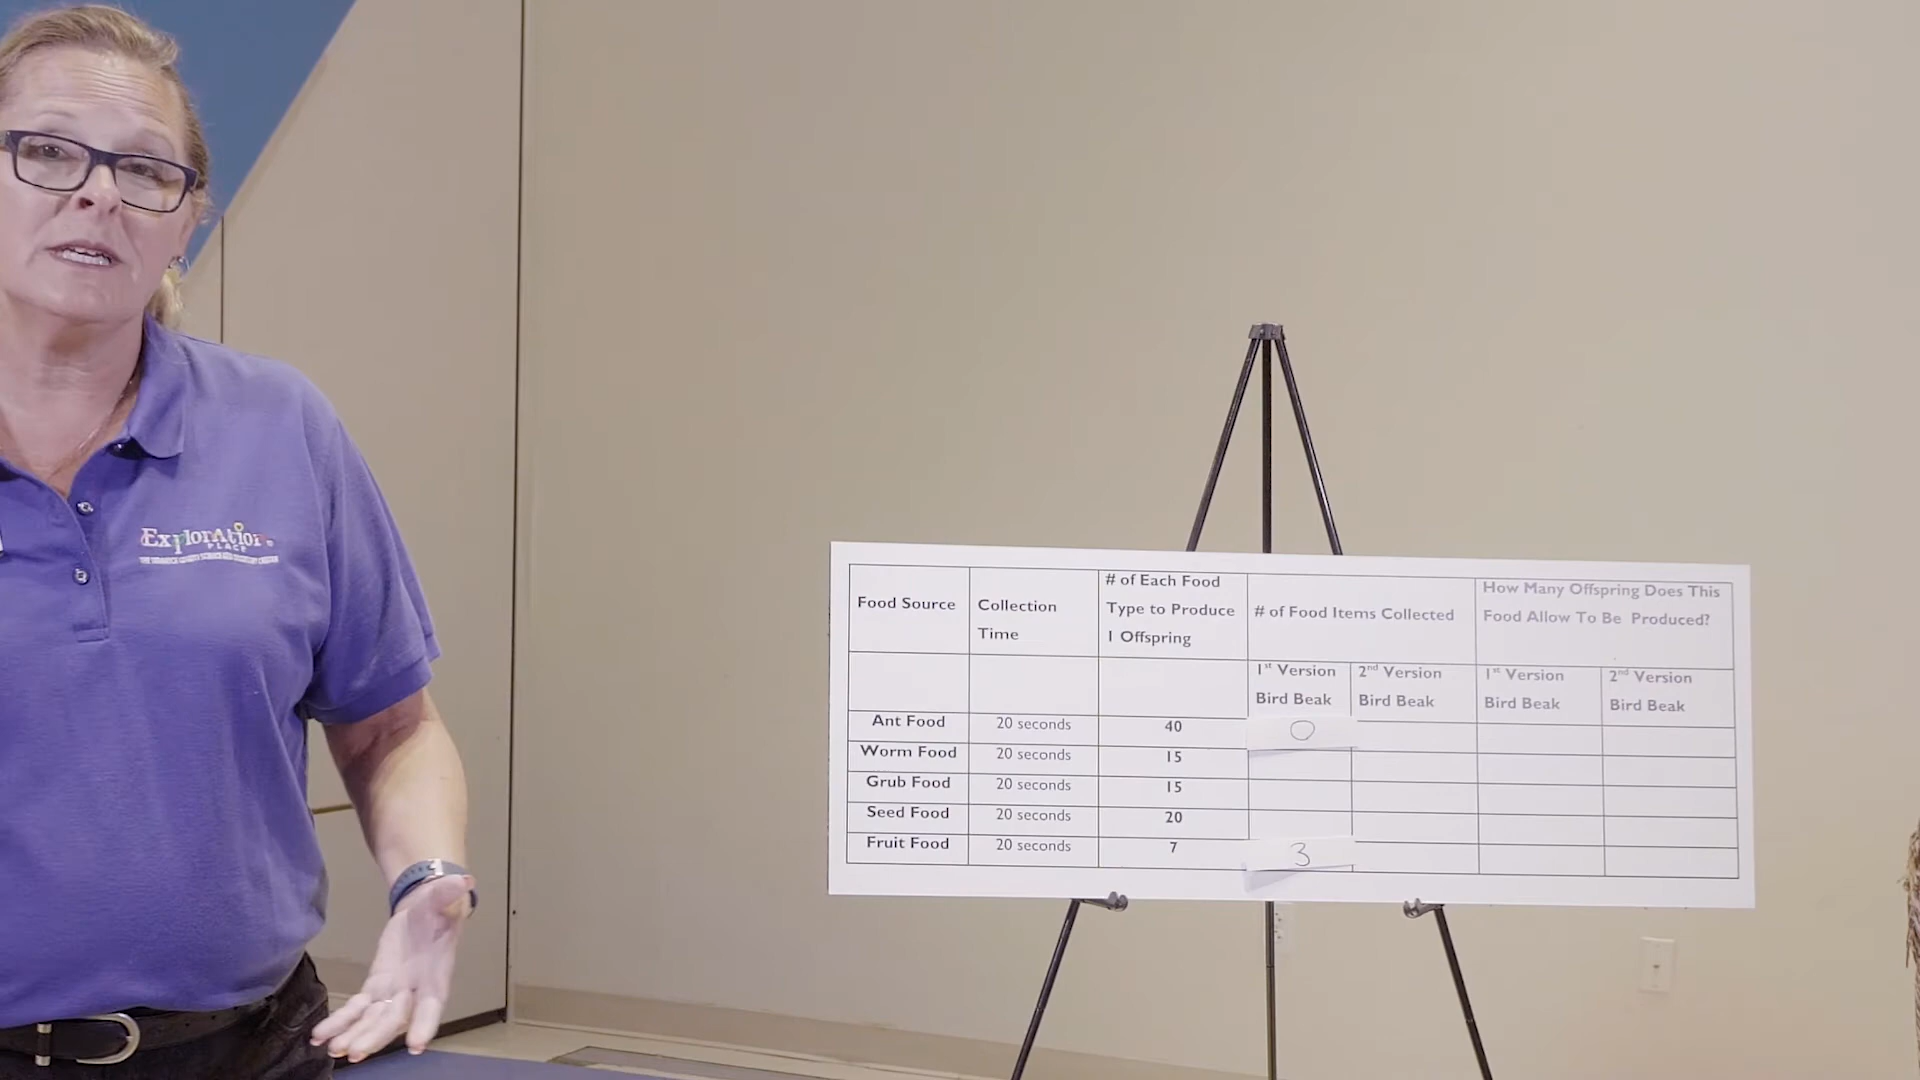 Exploration
PLACE
Food Source
Collection
Time
# of Each Food
Type to Produce
1 Offspring
# of Food Items Collected
How Many Offspring Does This
Food Allow To Be Produced?
1st Version
Bird Beak
2nd Version
Bird Beak
1st Version
Bird Beak
2nd Version
Bird Beak
Ant Food 20 seconds 40 0
Worm Food 20 seconds 15
Grub Food 20 seconds 15
Seed Food 20 seconds 20
Fruit Food 20 seconds 7 3